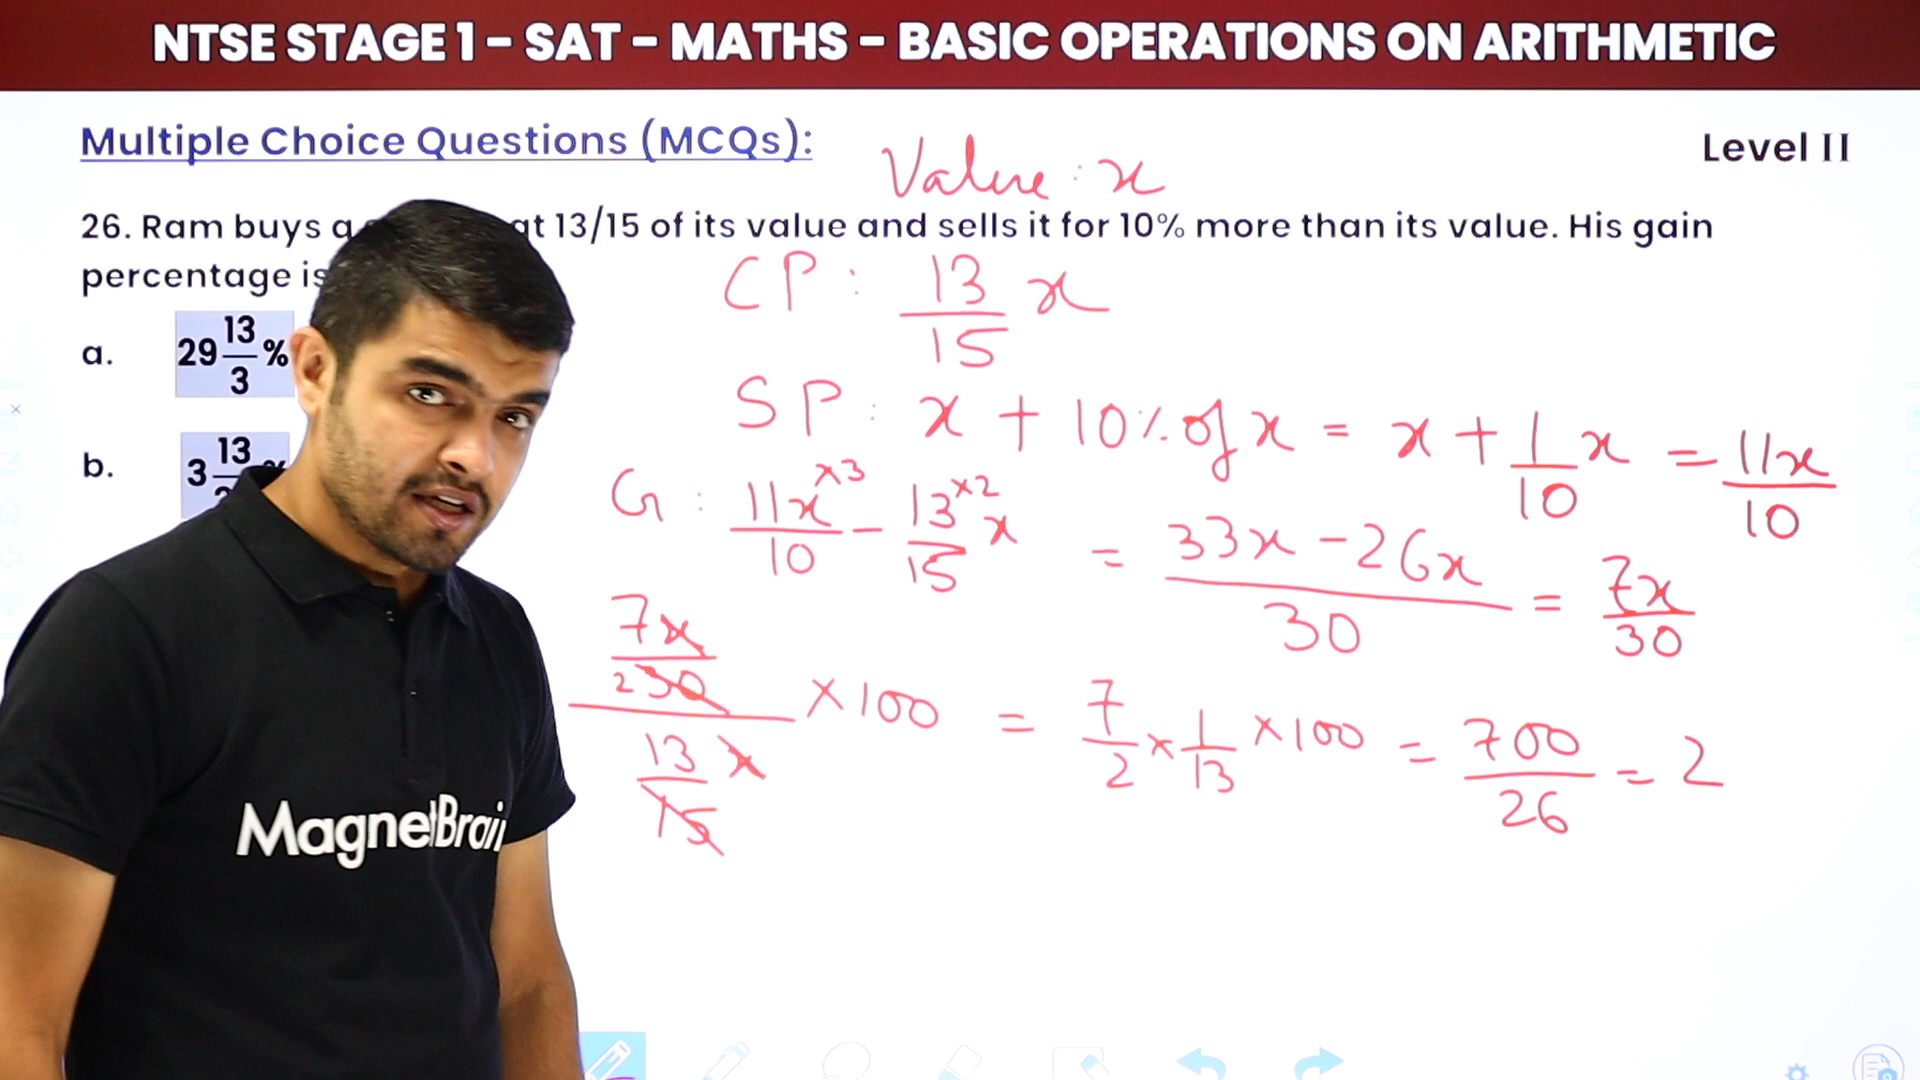 NTSE STAGE 1 - SAT - MATHS - BASIC OPERATIONS ON ARITHMETIC
Multiple Choice Questions (MCQs):
Level II
Value : x
26. Ram buys a at 13/15 of its value and sells it for 10% more than its value. His gain
percentage is
CP : 13/15 x
a. 29 13/3 %
SP : x + 10% of x = x + 1/10 x = 11x/10
b. 3 13
G : 11x^×3/10 - 13^×2/15 x = 33x - 26x/30 = 7x/30
7x/230 / 13/15 x × 100 = 7/2 × 1/13 × 100 = 700/26 = 2
MagnetBrai